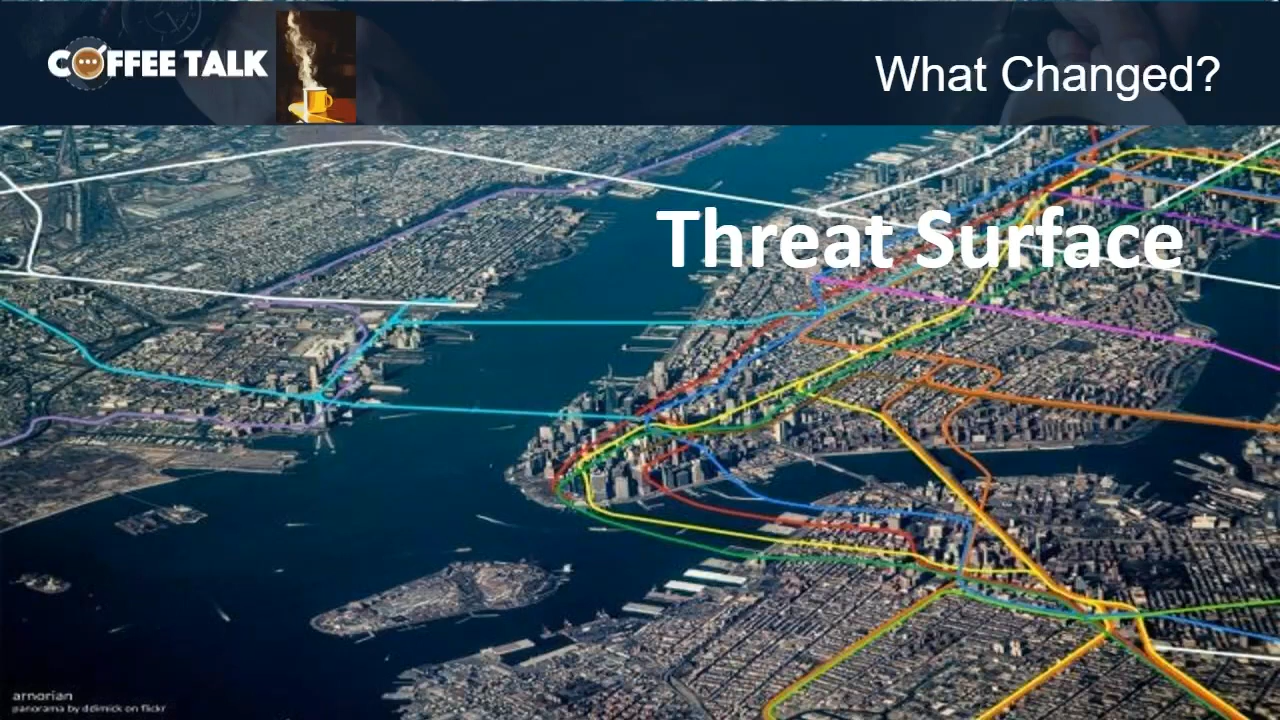 COFFEE TALK
What Changed?
Threat Surface
arnorian
panorama by ddimick on flickr